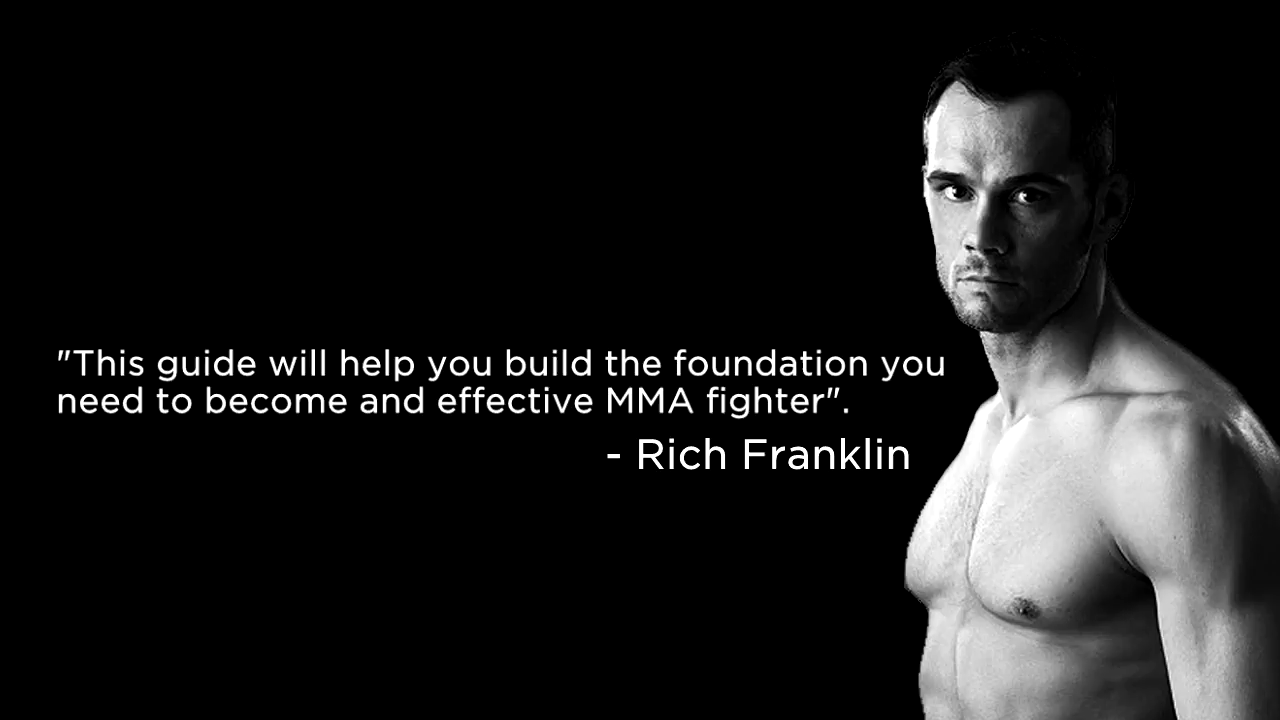 "This guide will help you build the foundation you
need to become and effective MMA fighter".
- Rich Franklin